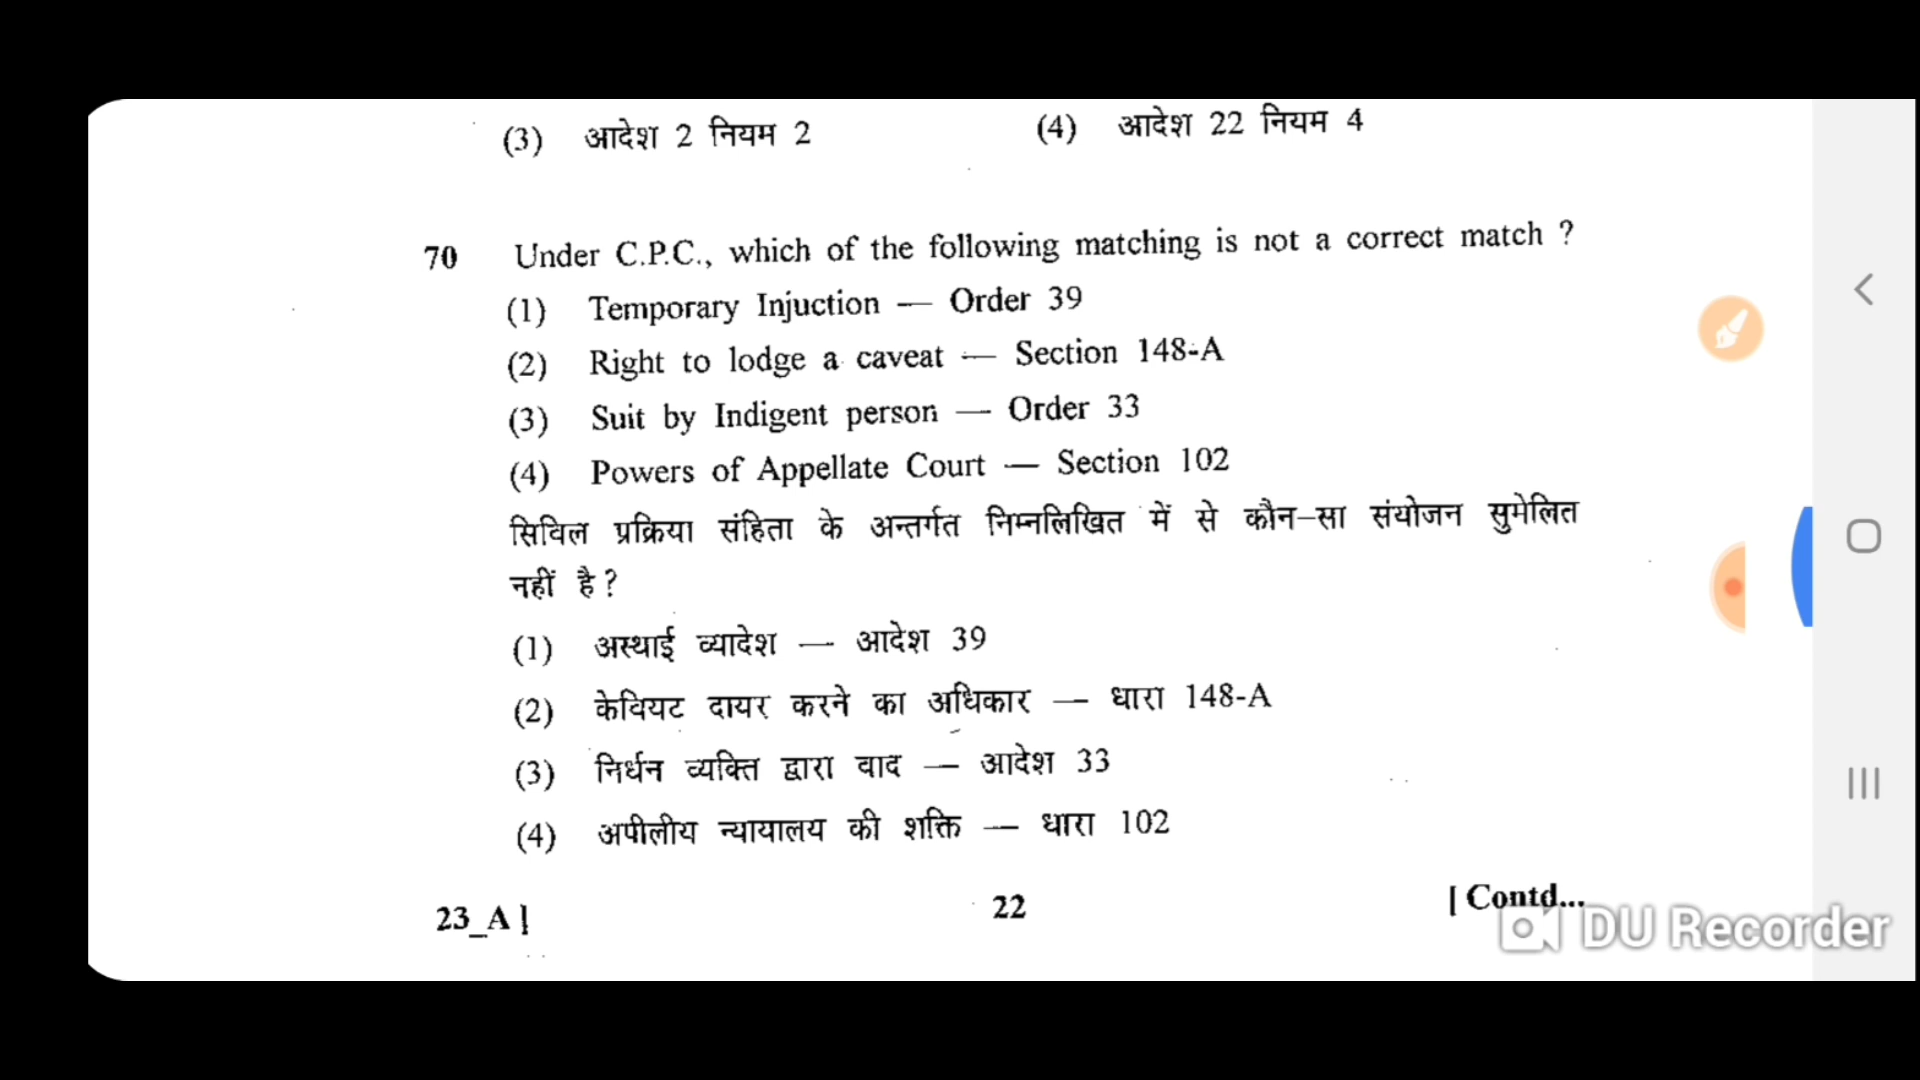 (3) आदेश 2 नियम 2 (4) आदेश 22 नियम 4
70 Under C.P.C., which of the following matching is not a correct match ?
(1) Temporary Injuction — Order 39
(2) Right to lodge a caveat — Section 148-A
(3) Suit by Indigent person — Order 33
(4) Powers of Appellate Court — Section 102
सिविल प्रक्रिया संहिता के अन्तर्गत निम्नलिखित में से कौन-सा संयोजन सुमेलित
नहीं है ?
(1) अस्थाई व्यादेश — आदेश 39
(2) केवियट दायर करने का अधिकार — धारा 148-A
(3) निर्धन व्यक्ति द्वारा वाद — आदेश 33
(4) अपीलीय न्यायालय की शक्ति — धारा 102
23_A ] 22 [ Contd...
DU Recorder